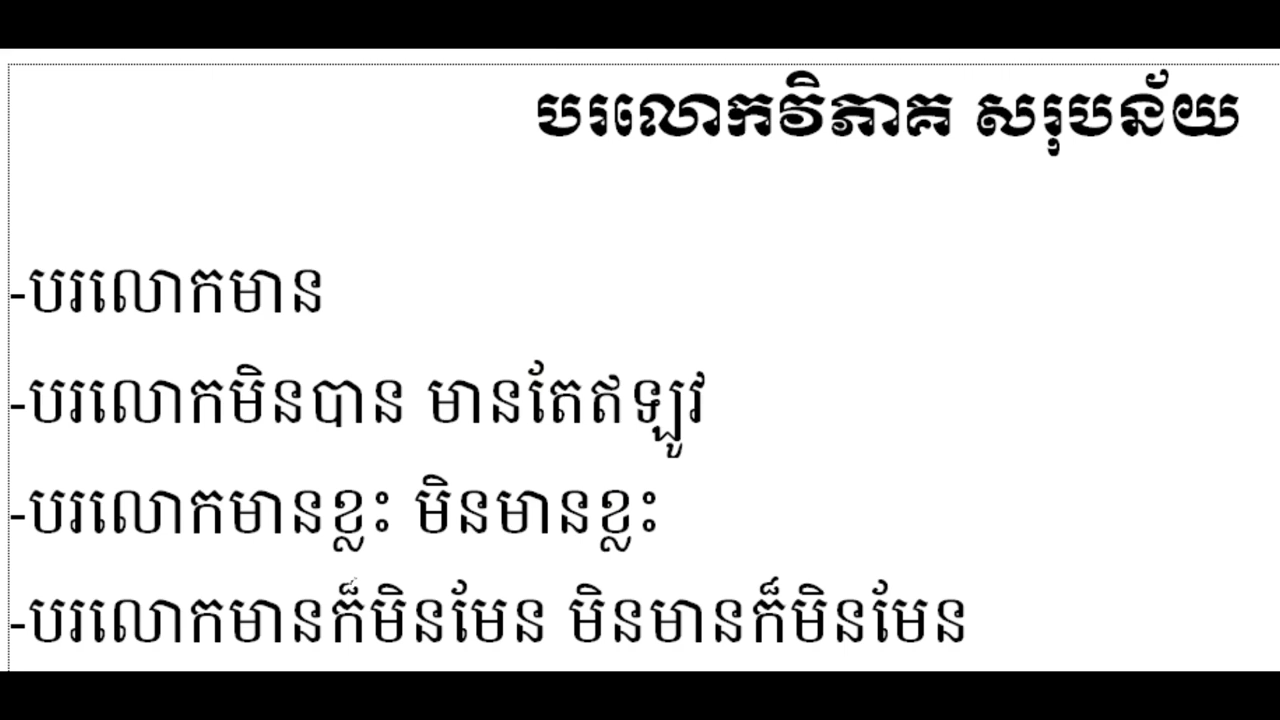 បរលោកវិភាគ សរុបន័យ
-បរលោកមាន
-បរលោកមិនបាន មានតែឥឡូវ
-បរលោកមានខ្លះ មិនមានខ្លះ
-បរលោកមានក៏មិនមែន មិនមានក៏មិនមែន